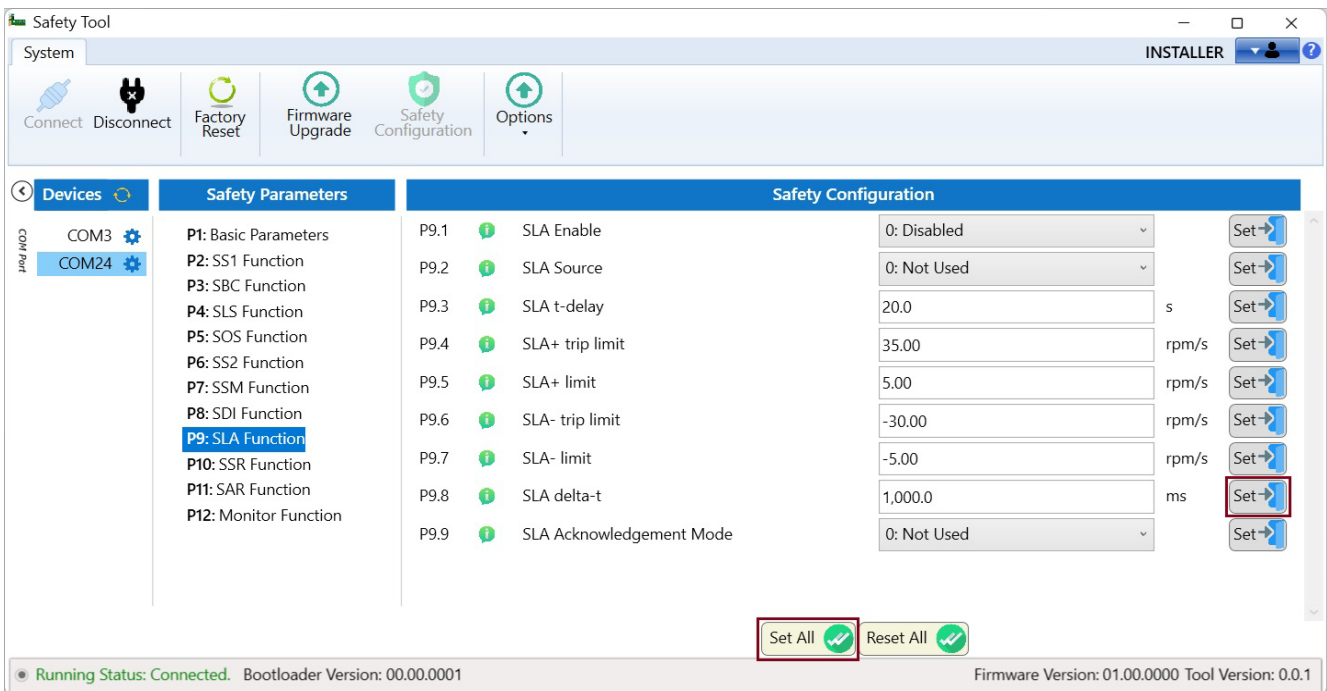 Safety Tool
System
INSTALLER
Connect
Disconnect
Factory
Reset
Firmware
Upgrade
Safety
Configuration
Options
Devices
Safety Parameters
Safety Configuration
COM Port
COM3
COM24
P1: Basic Parameters
P2: SS1 Function
P3: SBC Function
P4: SLS Function
P5: SOS Function
P6: SS2 Function
P7: SSM Function
P8: SDI Function
P9: SLA Function
P10: SSR Function
P11: SAR Function
P12: Monitor Function
P9.1 SLA Enable 0: Disabled Set
P9.2 SLA Source 0: Not Used Set
P9.3 SLA t-delay 20.0 s Set
P9.4 SLA+ trip limit 35.00 rpm/s Set
P9.5 SLA+ limit 5.00 rpm/s Set
P9.6 SLA- trip limit -30.00 rpm/s Set
P9.7 SLA- limit -5.00 rpm/s Set
P9.8 SLA delta-t 1,000.0 ms Set
P9.9 SLA Acknowledgement Mode 0: Not Used Set
Set All Reset All
Running Status: Connected. Bootloader Version: 00.00.0001 Firmware Version: 01.00.0000 Tool Version: 0.0.1